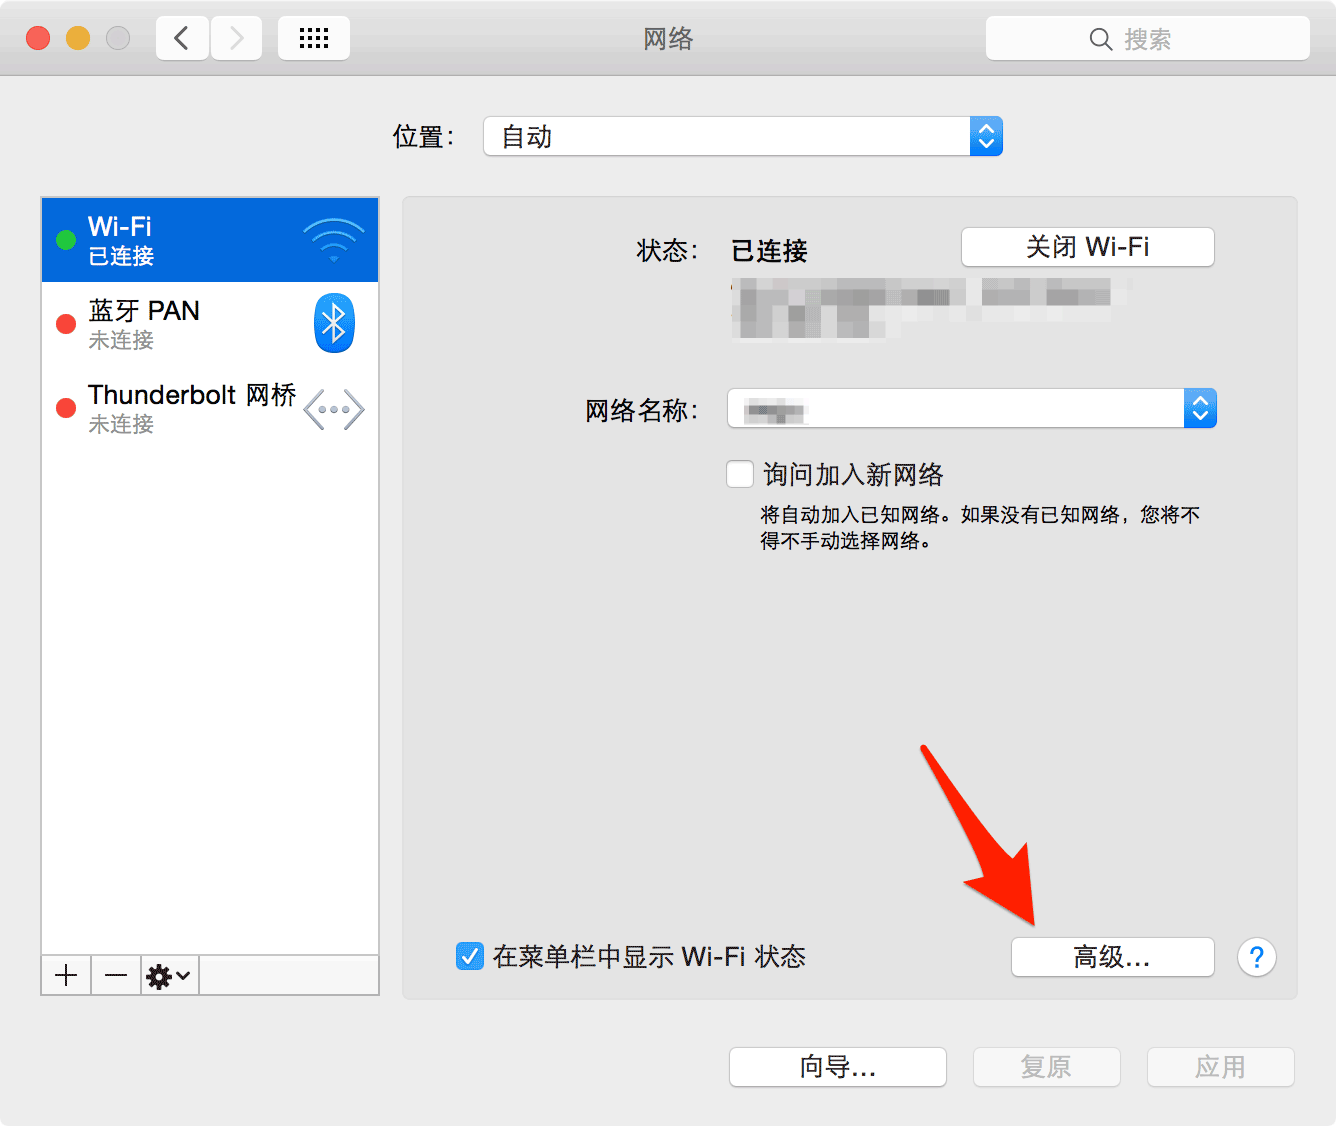 网络
搜索
位置：
自动
Wi-Fi
已连接
蓝牙 PAN
未连接
Thunderbolt 网桥
未连接
状态：
已连接
关闭 Wi-Fi
网络名称：
询问加入新网络
将自动加入已知网络。如果没有已知网络，您将不
得不手动选择网络。
在菜单栏中显示 Wi-Fi 状态
高级...
?
向导...
复原
应用